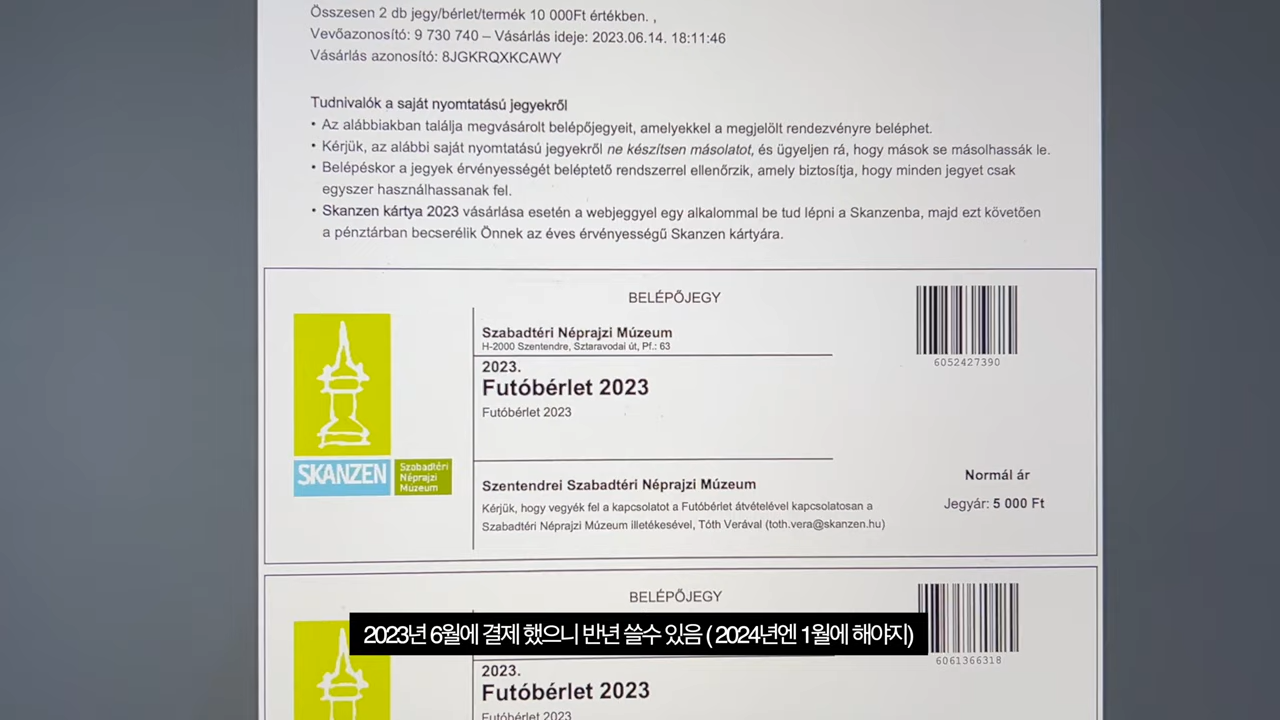 Összesen 2 db jegy/bérlet/termék 10 000Ft értékben. ,
Vevőazonosító: 9 730 740 – Vásárlás ideje: 2023.06.14. 18:11:46
Vásárlás azonosító: 8JGKRQXKCAWY
Tudnivalók a saját nyomtatású jegyekről
• Az alábbiakban találja megvásárolt belépőjegyeit, amelyekkel a megjelölt rendezvényre beléphet.
• Kérjük, az alábbi saját nyomtatású jegyekről ne készítsen másolatot, és ügyeljen rá, hogy mások se másolhassák le.
• Belépéskor a jegyek érvényességét beléptető rendszerrel ellenőrzik, amely biztosítja, hogy minden jegyet csak
egyszer használhassanak fel.
• Skanzen kártya 2023 vásárlása esetén a webjeggyel egy alkalommal be tud lépni a Skanzenba, majd ezt követően
a pénztárban becserélik Önnek az éves érvényességű Skanzen kártyára.
BELÉPŐJEGY
Szabadtéri Néprajzi Múzeum
H-2000 Szentendre, Sztaravodai út, Pf.: 63
6052427390
2023.
Futóbérlet 2023
Futóbérlet 2023
SKANZEN
Szabadtéri
Néprajzi
Múzeum
Szentendrei Szabadtéri Néprajzi Múzeum
Kérjük, hogy vegyék fel a kapcsolatot a Futóbérlet átvételével kapcsolatosan a
Szabadtéri Néprajzi Múzeum illetékesével, Tóth Verával (toth.vera@skanzen.hu)
Normál ár
Jegyár: 5 000 Ft
BELÉPŐJEGY
2023년 6월에 결제 했으니 반년 쓸수 있음 ( 2024년엔 1월에 해야지)
6061366318
2023.
Futóbérlet 2023
Futóbérlet 2023